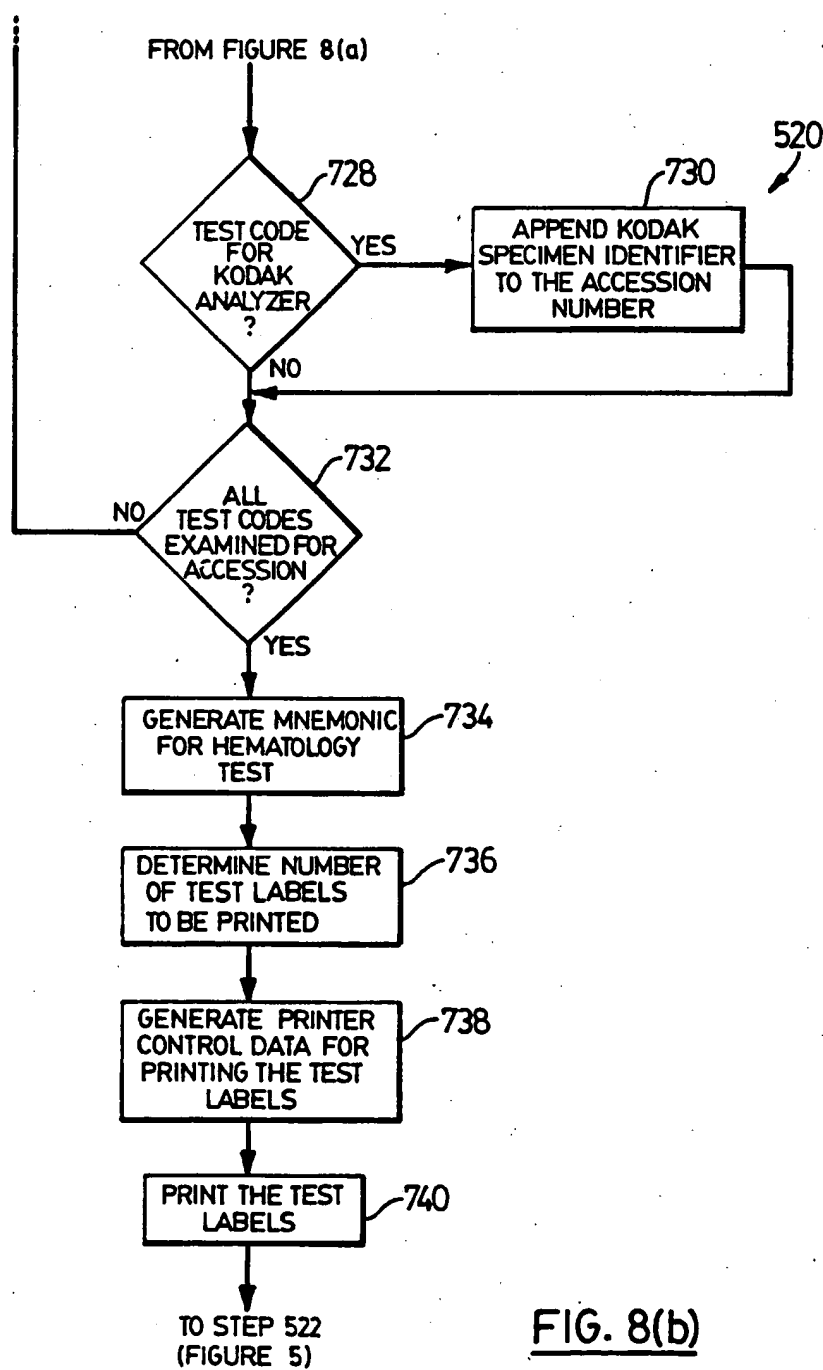 FROM FIGURE 8(a)
520
728
TEST CODE
FOR
KODAK
ANALYZER
?
YES
NO
730
APPEND KODAK
SPECIMEN IDENTIFIER
TO THE ACCESSION
NUMBER
732
ALL
TEST CODES
EXAMINED FOR
ACCESSION
?
NO
YES
GENERATE MNEMONIC
FOR HEMATOLOGY
TEST
734
DETERMINE NUMBER
OF TEST LABELS
TO BE PRINTED
736
GENERATE PRINTER
CONTROL DATA FOR
PRINTING THE TEST
LABELS
738
PRINT THE TEST
LABELS
740
TO STEP 522
(FIGURE 5)
FIG. 8(b)